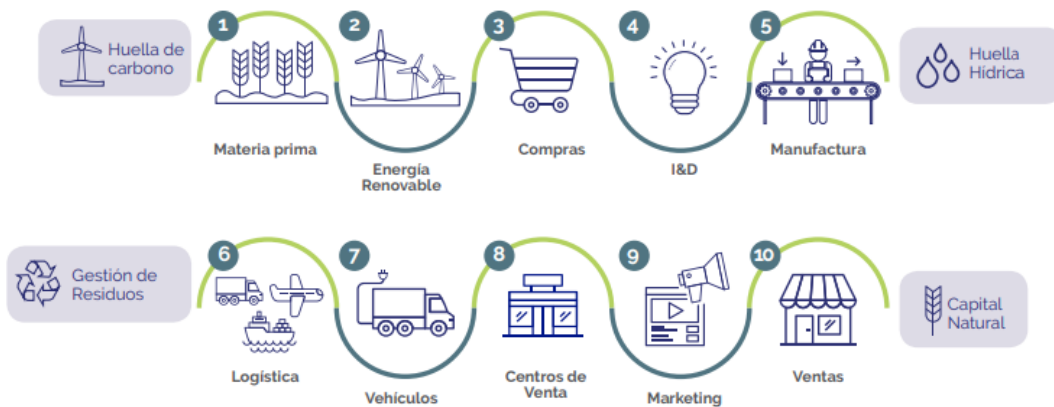 Huella de
carbono
1
2
3
4
5
Huella
Hídrica
Materia prima
Energía
Renovable
Compras
I&D
Manufactura
Gestión de
Residuos
6
7
8
9
10
Capital
Natural
Logística
Vehículos
Centros de
Venta
Marketing
Ventas